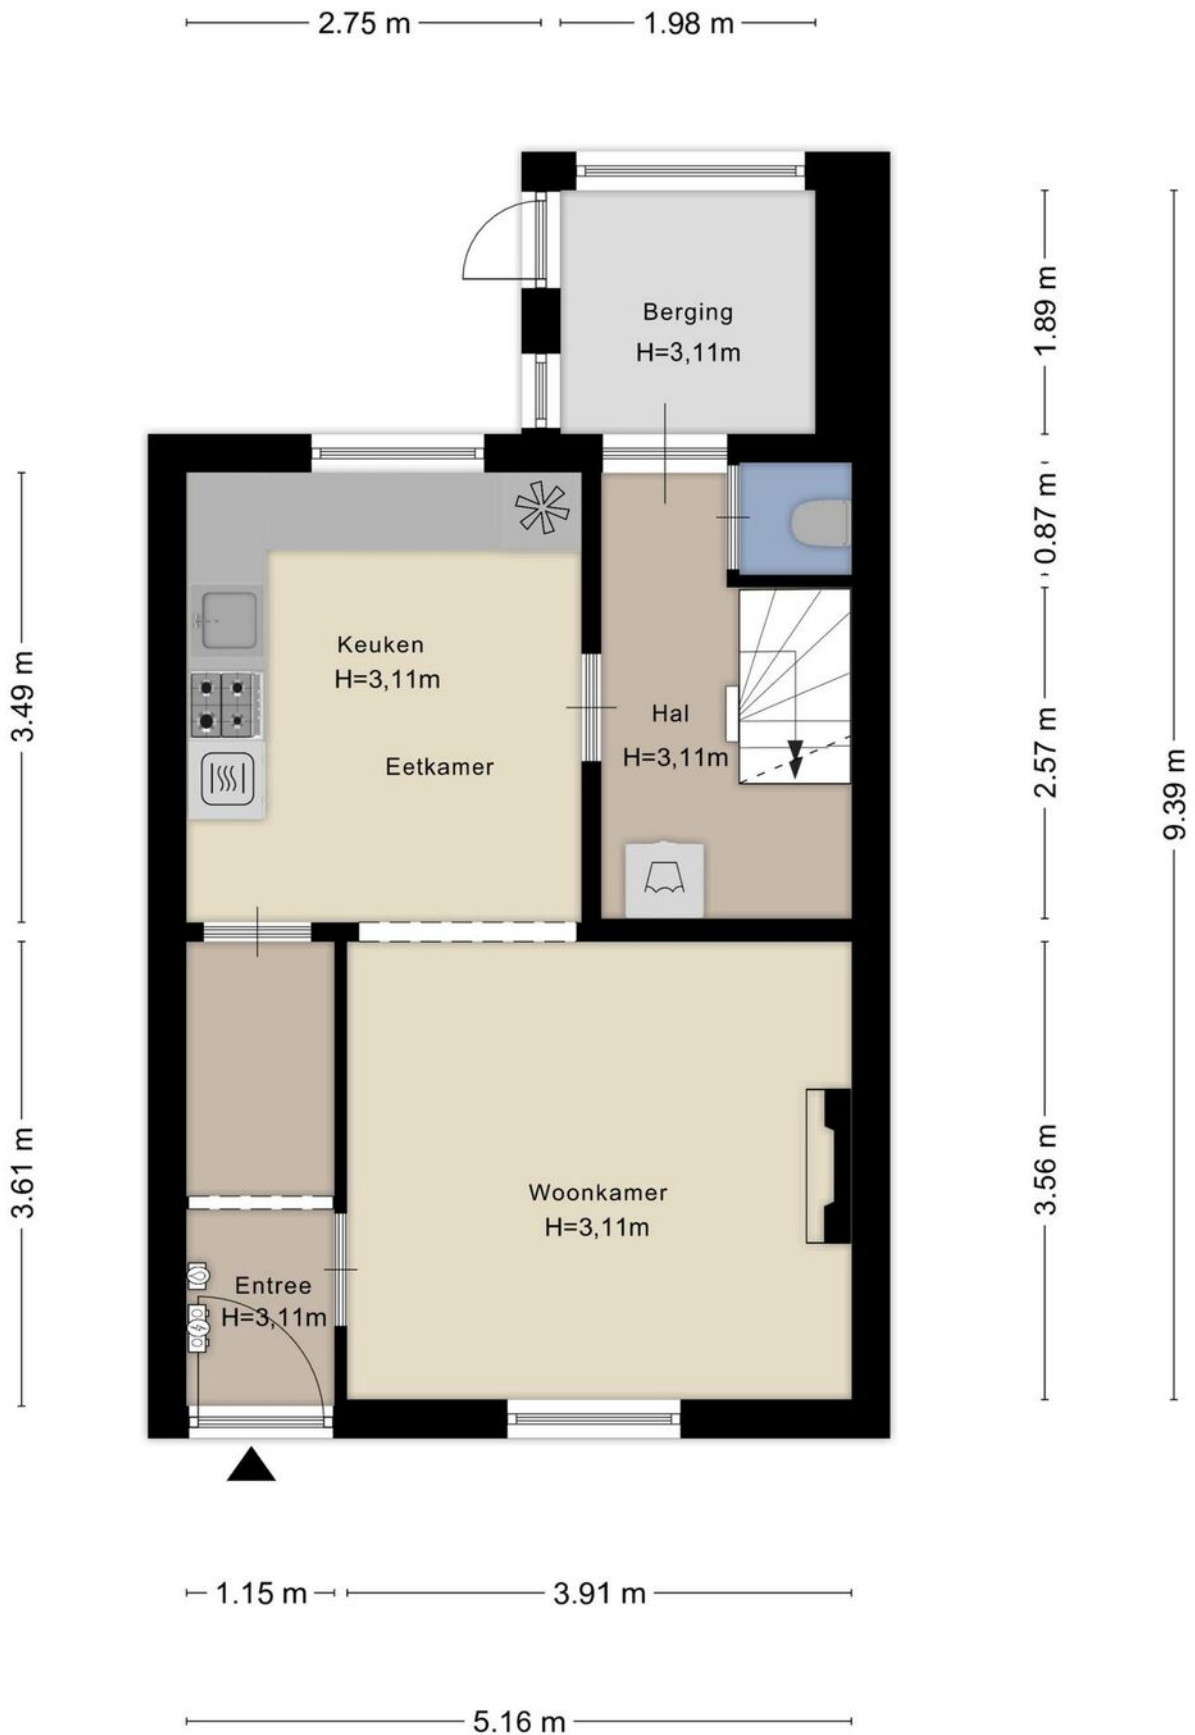 2.75 m
1.98 m
1.89 m
0.87 m
2.57 m
3.56 m
9.39 m
3.49 m
3.61 m
Berging
H=3,11m
Keuken
H=3,11m
Eetkamer
Hal
H=3,11m
Woonkamer
H=3,11m
Entree
H=3,11m
1.15 m
3.91 m
5.16 m